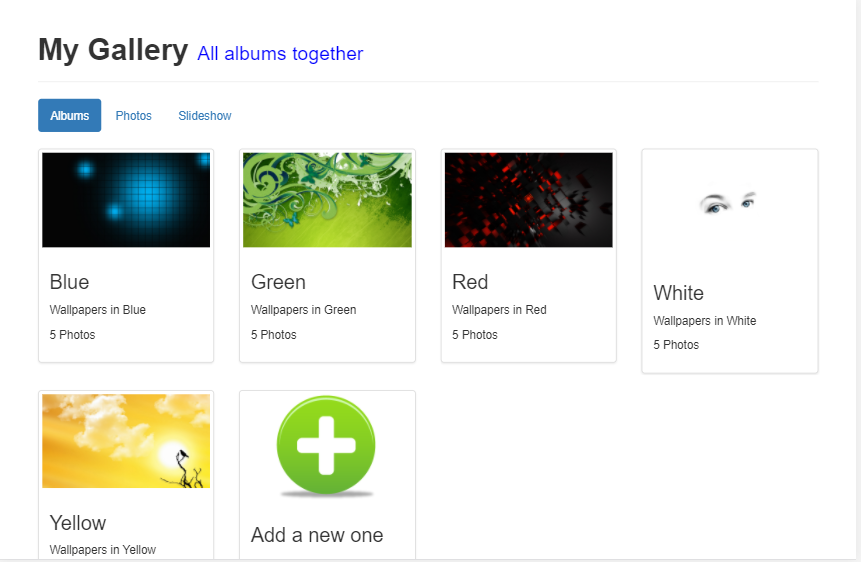 My Gallery All albums together
Albums Photos Slideshow
Blue
Wallpapers in Blue
5 Photos
Green
Wallpapers in Green
5 Photos
Red
Wallpapers in Red
5 Photos
White
Wallpapers in White
5 Photos
Yellow
Wallpapers in Yellow
Add a new one